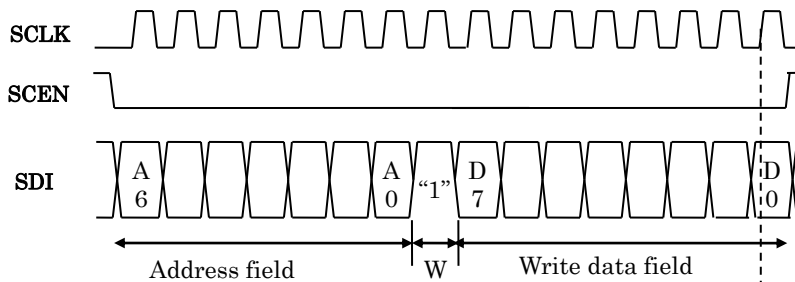 SCLK
SCEN
SDI
A
6
A
0
“1”
D
7
D
0
Address field
W
Write data field